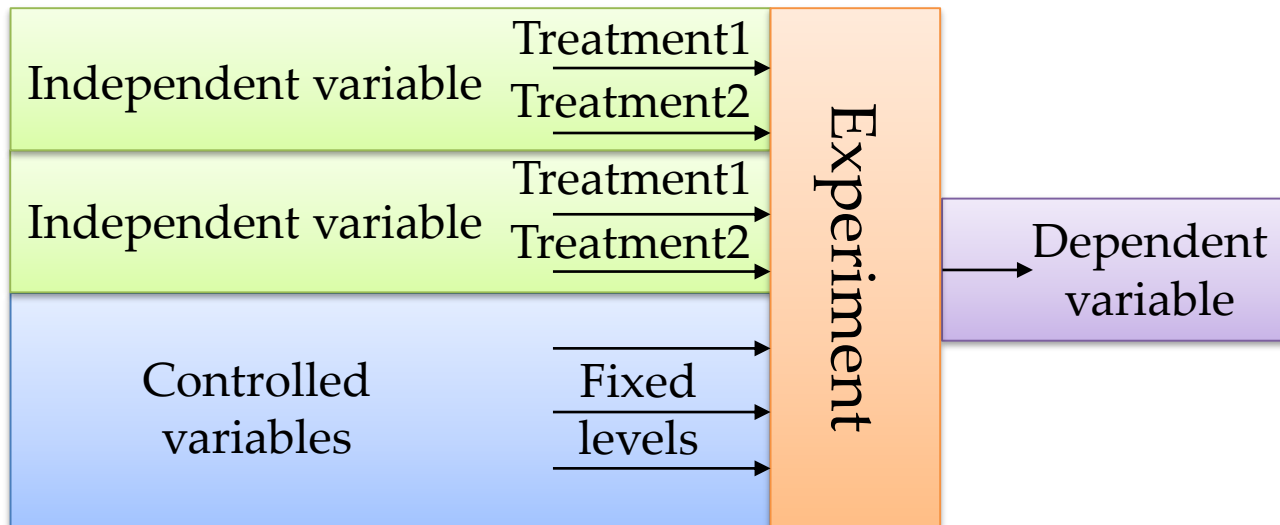 Independent variable
Treatment1
Treatment2
Independent variable
Treatment1
Treatment2
Controlled
variables
Fixed
levels
Experiment
Dependent
variable